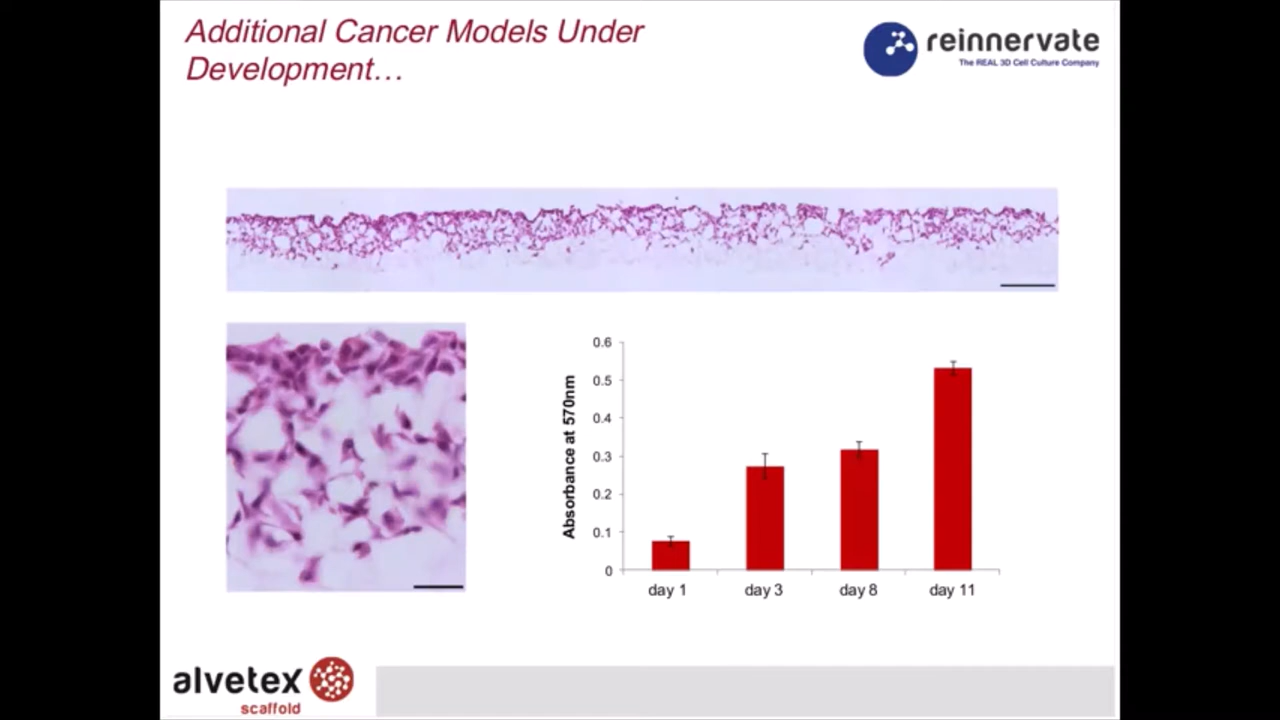 Additional Cancer Models Under
Development…
reinnervate
The REAL 3D Cell Culture Company
Absorbance at 570nm
0.6
0.5
0.4
0.3
0.2
0.1
0
day 1
day 3
day 8
day 11
alvetex
scaffold